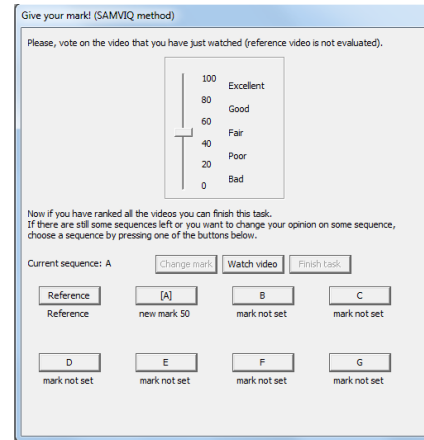 Give your mark! (SAMVIQ method)
Please, vote on the video that you have just watched (reference video is not evaluated).
100
Excellent
80
Good
60
Fair
40
Poor
20
Bad
0
Now if you have ranked all the videos you can finish this task.
If there are still some sequences left or you want to change your opinion on some sequence,
choose a sequence by pressing one of the buttons below.
Current sequence: A Change mark Watch video Finish task
Reference [A] B C
Reference new mark 50 mark not set mark not set
D E F G
mark not set mark not set mark not set mark not set